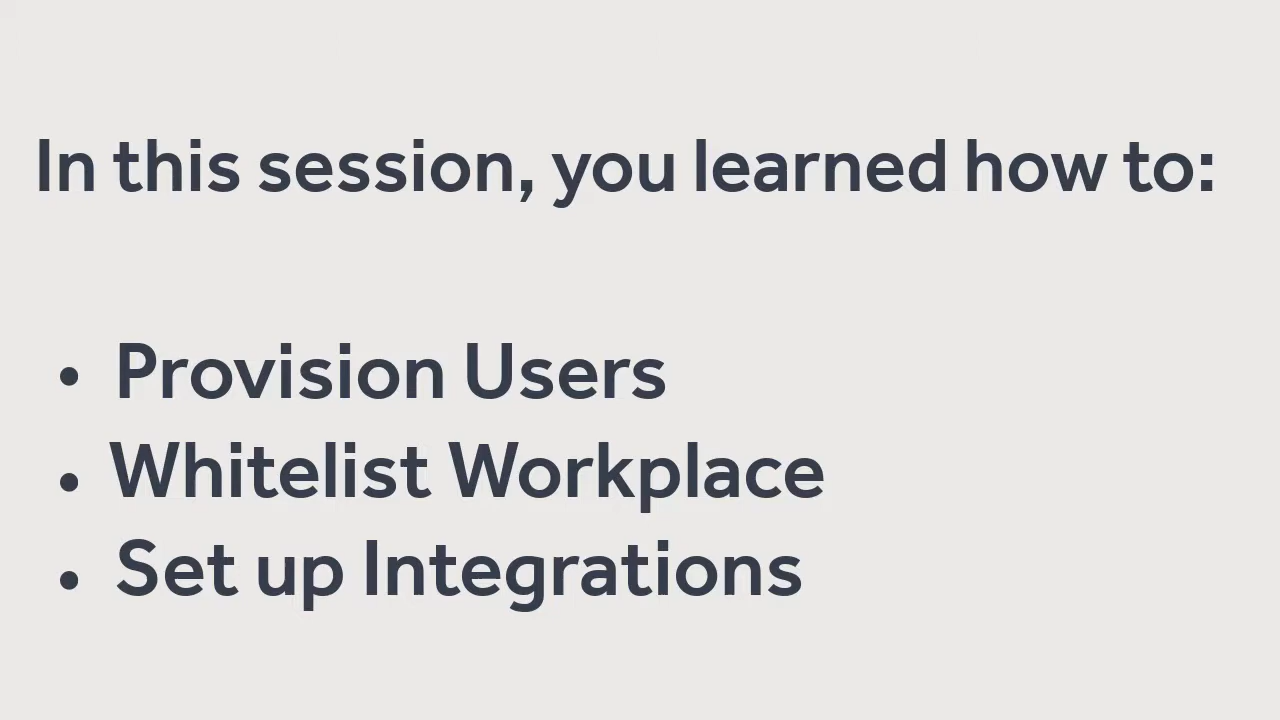 In this session, you learned how to:
• Provision Users
• Whitelist Workplace
• Set up Integrations